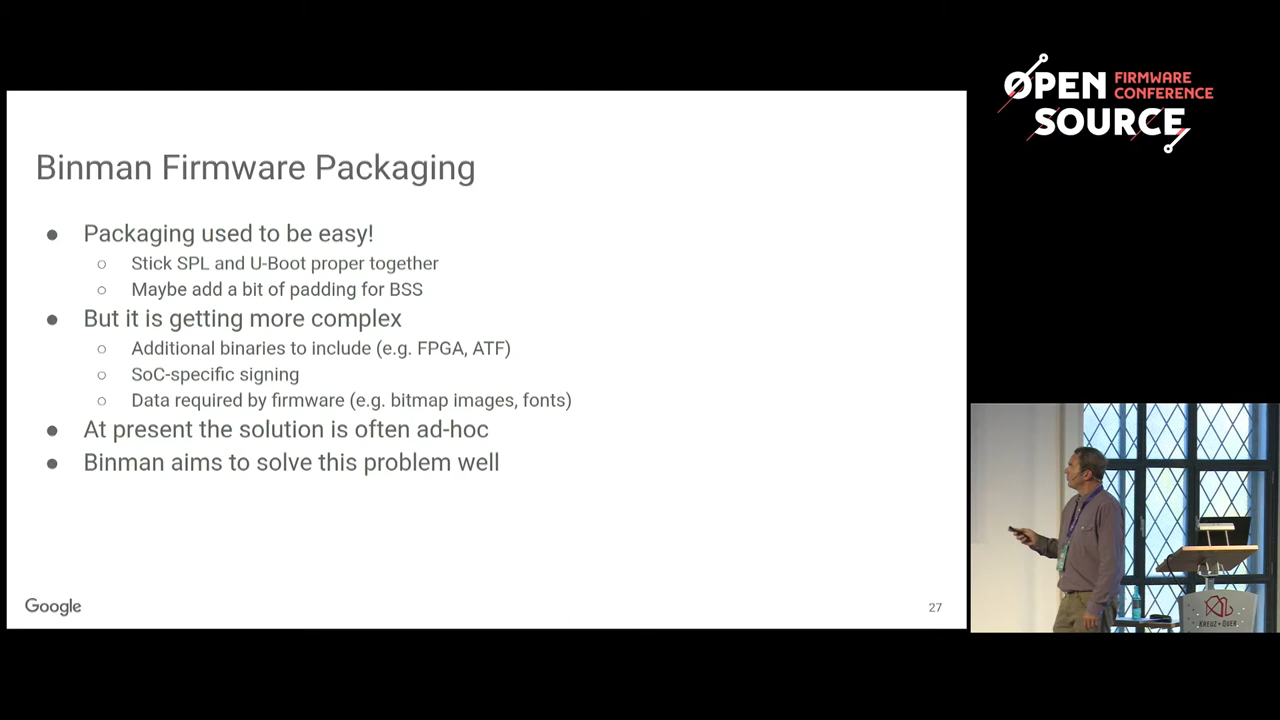 OPEN FIRMWARE
CONFERENCE
SOURCE
Binman Firmware Packaging
● Packaging used to be easy!
○ Stick SPL and U-Boot proper together
○ Maybe add a bit of padding for BSS
● But it is getting more complex
○ Additional binaries to include (e.g. FPGA, ATF)
○ SoC-specific signing
○ Data required by firmware (e.g. bitmap images, fonts)
● At present the solution is often ad-hoc
● Binman aims to solve this problem well
Google
27
KREUZ+QUER